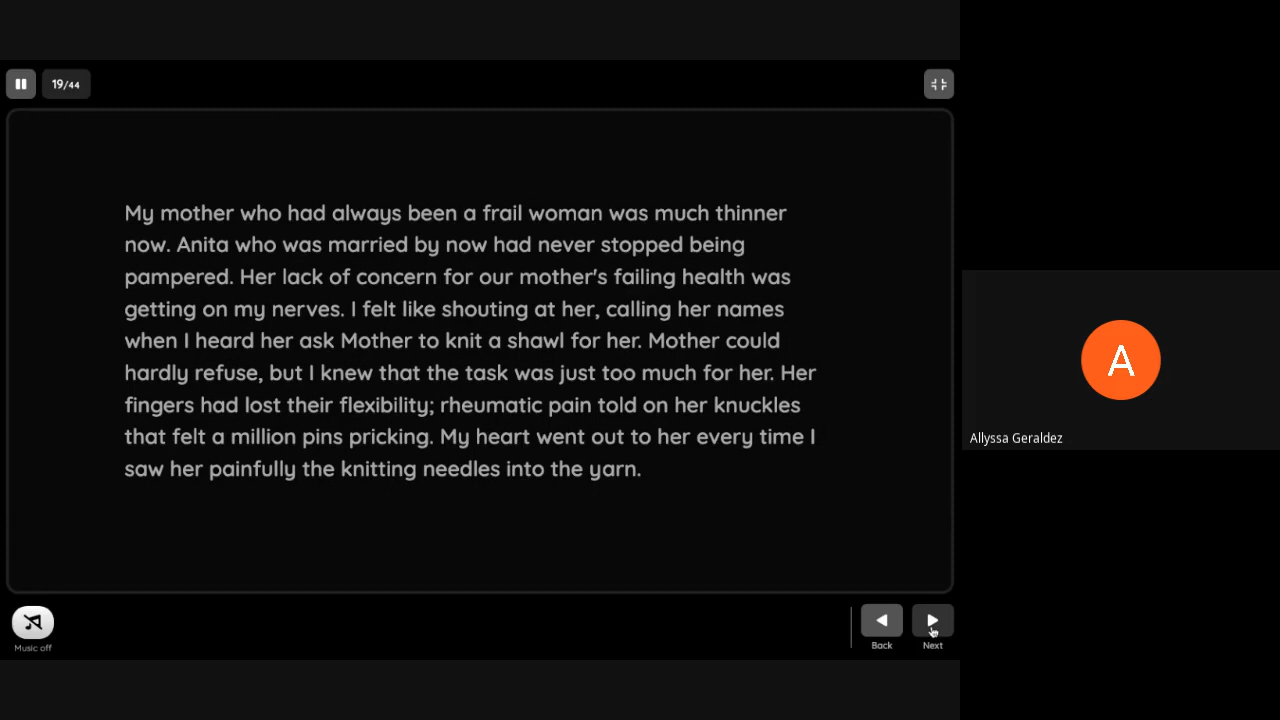 19/44
My mother who had always been a frail woman was much thinner
now. Anita who was married by now had never stopped being
pampered. Her lack of concern for our mother's failing health was
getting on my nerves. I felt like shouting at her, calling her names
when I heard her ask Mother to knit a shawl for her. Mother could
hardly refuse, but I knew that the task was just too much for her. Her
fingers had lost their flexibility; rheumatic pain told on her knuckles
that felt a million pins pricking. My heart went out to her every time I
saw her painfully the knitting needles into the yarn.
A
Allyssa Geraldez
Music off
Back
Next